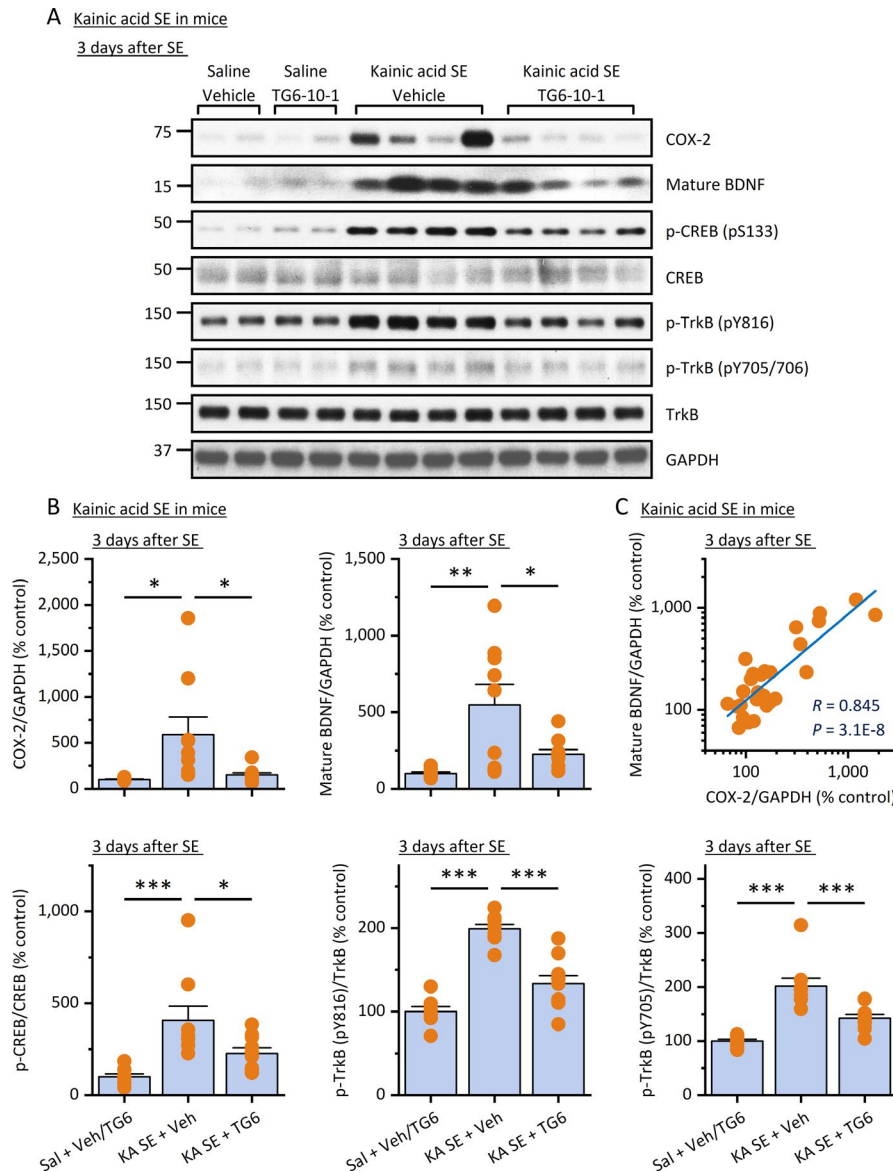 A Kainic acid SE in mice
3 days after SE
Saline Vehicle
Saline TG6-10-1
Kainic acid SE Vehicle
Kainic acid SE TG6-10-1
75 COX-2
15 Mature BDNF
50 p-CREB (pS133)
50 CREB
150 p-TrkB (pY816)
150 p-TrkB (pY705/706)
150 TrkB
37 GAPDH
B Kainic acid SE in mice
3 days after SE
COX-2/GAPDH (% control)
2,500
2,000
1,500
1,000
500
0
* *
3 days after SE
Mature BDNF/GAPDH (% control)
1,500
1,000
500
0
** *
C Kainic acid SE in mice
3 days after SE
Mature BDNF/GAPDH (% control)
1,000
100
R = 0.845
P = 3.1E-8
100 1,000
COX-2/GAPDH (% control)
3 days after SE
p-CREB/CREB (% control)
1,000
500
0
*** *
Sal + Veh/TG6
KA SE + Veh
KA SE + TG6
3 days after SE
p-TrkB (pY816)/TrkB (% control)
200
100
0
*** ***
Sal + Veh/TG6
KA SE + Veh
KA SE + TG6
3 days after SE
p-TrkB (pY705)/TrkB (% control)
400
300
200
100
0
*** ***
Sal + Veh/TG6
KA SE + Veh
KA SE + TG6